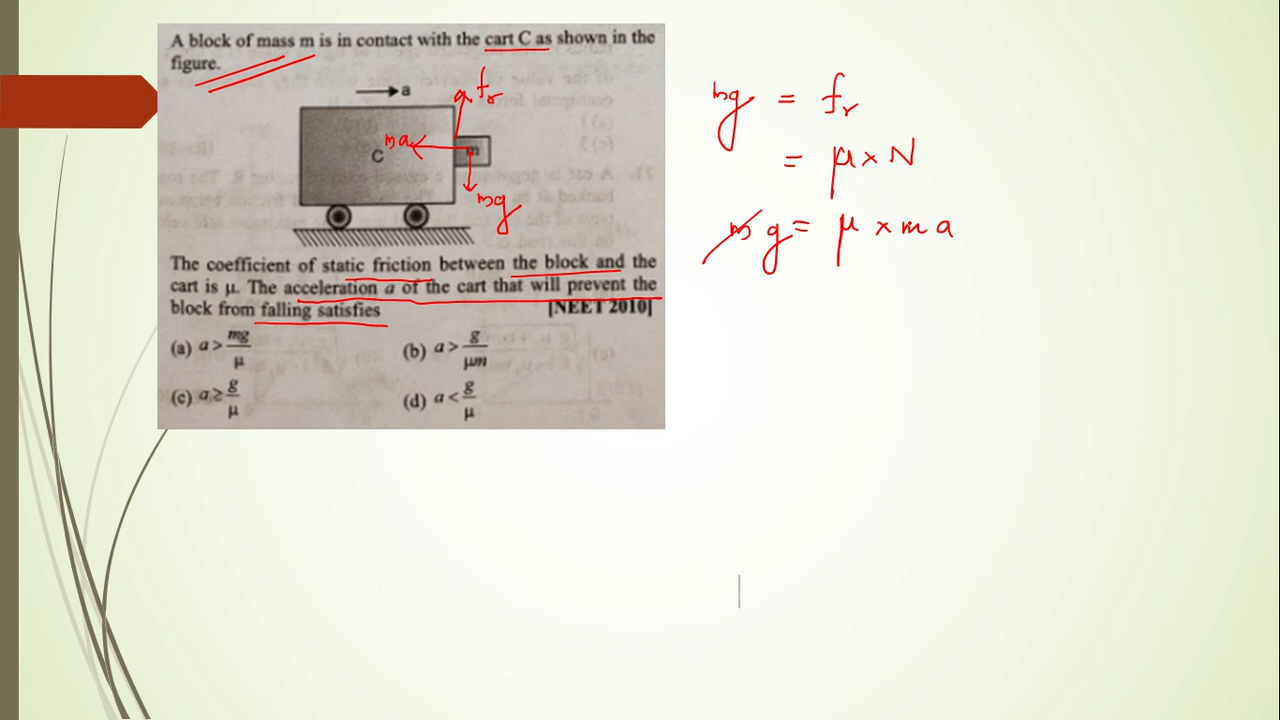 A block of mass m is in contact with the cart C as shown in the
figure.
a
fr
ma
C
m
mg
The coefficient of static friction between the block and the
cart is μ. The acceleration a of the cart that will prevent the
block from falling satisfies [NEET 2010]
(a) a > mg/μ (b) a > g/μm
(c) a ≥ g/μ (d) a < g/μ
mg = fr
= μ × N
mg = μ × ma